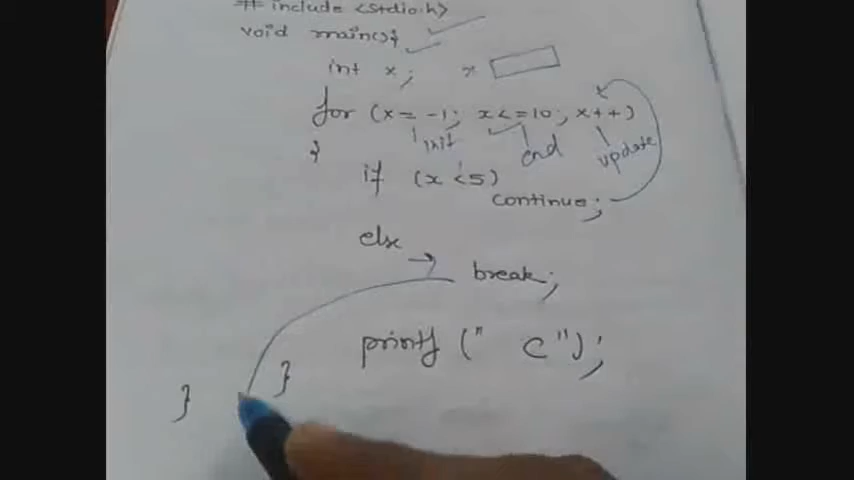 # include <stdio.h>
void main(){
int x; x
for (x = -1; x <= 10; x++)
init end update
{
if (x < 5)
continue;
else
break;
printf (" C");
}
}